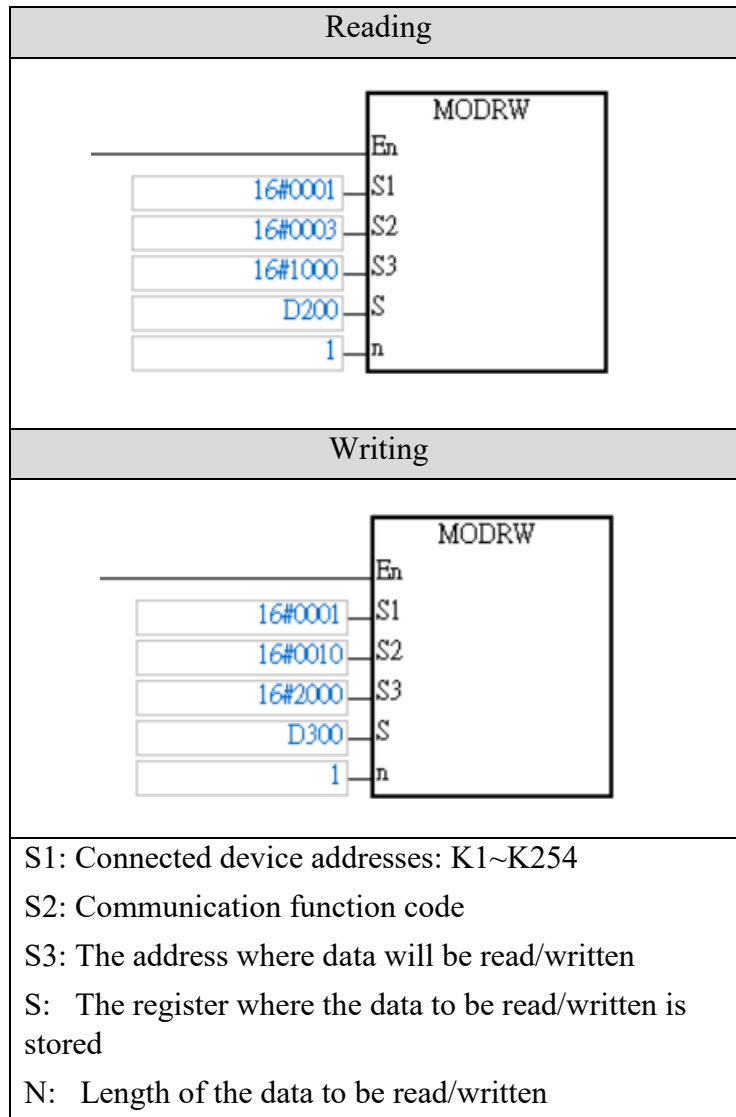 Reading
MODRW
En
16#0001 S1
16#0003 S2
16#1000 S3
D200 S
1 n
Writing
MODRW
En
16#0001 S1
16#0010 S2
16#2000 S3
D300 S
1 n
S1: Connected device addresses: K1~K254
S2: Communication function code
S3: The address where data will be read/written
S: The register where the data to be read/written is
stored
N: Length of the data to be read/written